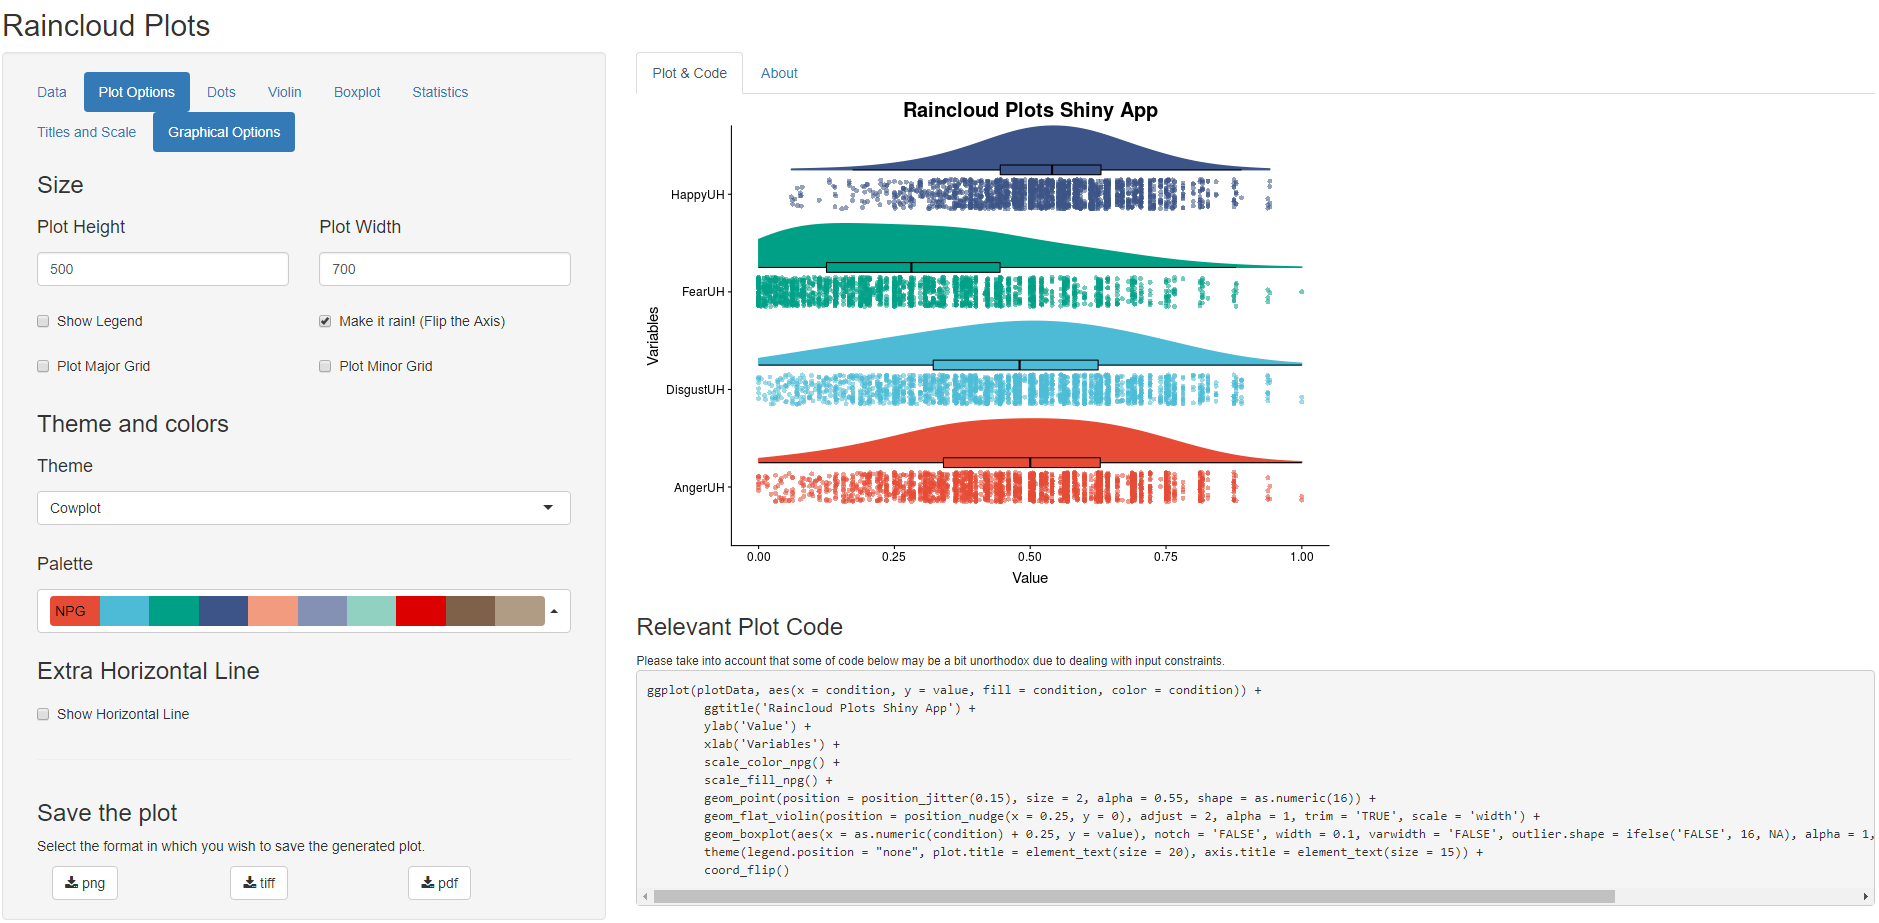 Raincloud Plots
Data Plot Options Dots Violin Boxplot Statistics
Titles and Scale Graphical Options
Size
Plot Height Plot Width
500 700
Show Legend Make it rain! (Flip the Axis)
Plot Major Grid Plot Minor Grid
Theme and colors
Theme
Cowplot
Palette
NPG
Extra Horizontal Line
Show Horizontal Line
Save the plot
Select the format in which you wish to save the generated plot.
png tiff pdf
Plot & Code About
Raincloud Plots Shiny App
Variables
HappyUH
FearUH
DisgustUH
AngerUH
0.00 0.25 0.50 0.75 1.00
Value
Relevant Plot Code
Please take into account that some of code below may be a bit unorthodox due to dealing with input constraints.
ggplot(plotData, aes(x = condition, y = value, fill = condition, color = condition)) +
ggtitle('Raincloud Plots Shiny App') +
ylab('Value') +
xlab('Variables') +
scale_color_npg() +
scale_fill_npg() +
geom_point(position = position_jitter(0.15), size = 2, alpha = 0.55, shape = as.numeric(16)) +
geom_flat_violin(position = position_nudge(x = 0.25, y = 0), adjust = 2, alpha = 1, trim = 'TRUE', scale = 'width') +
geom_boxplot(aes(x = as.numeric(condition) + 0.25, y = value), notch = 'FALSE', width = 0.1, varwidth = 'FALSE', outlier.shape = ifelse('FALSE', 16, NA), alpha = 1,
theme(legend.position = "none", plot.title = element_text(size = 20), axis.title = element_text(size = 15)) +
coord_flip()